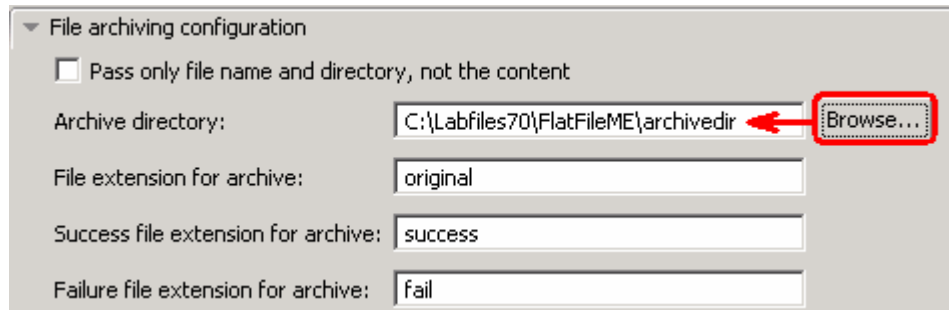 File archiving configuration
Pass only file name and directory, not the content
Archive directory: C:\Labfiles70\FlatFileME\archivedir Browse...
File extension for archive: original
Success file extension for archive: success
Failure file extension for archive: fail